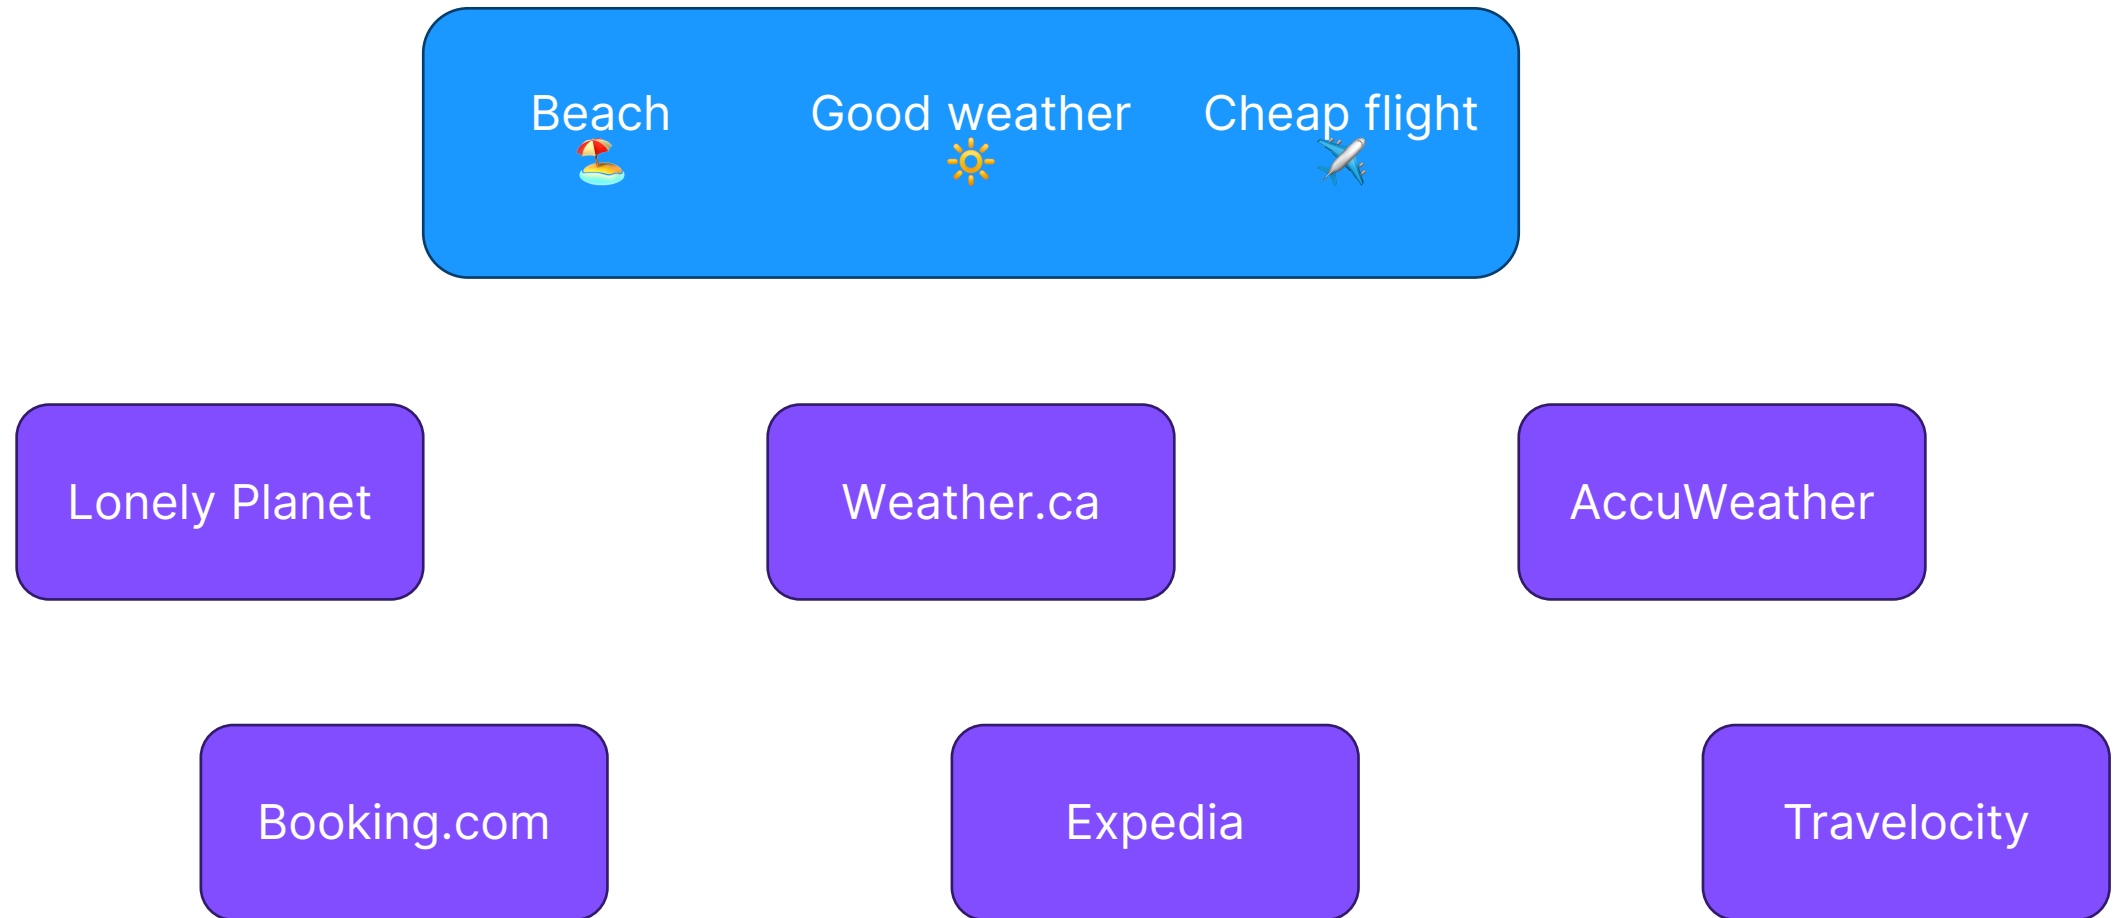 Beach
Good weather
Cheap flight
Lonely Planet
Weather.ca
AccuWeather
Booking.com
Expedia
Travelocity